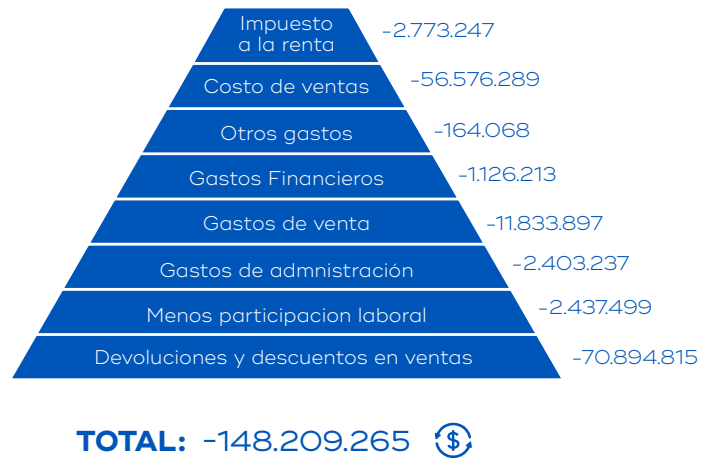 Impuesto
a la renta
-2.773.247
Costo de ventas
-56.576.289
Otros gastos
-164.068
Gastos Financieros
-1.126.213
Gastos de venta
-11.833.897
Gastos de admnistración
-2.403.237
Menos participacion laboral
-2.437.499
Devoluciones y descuentos en ventas
-70.894.815
TOTAL: -148.209.265 $